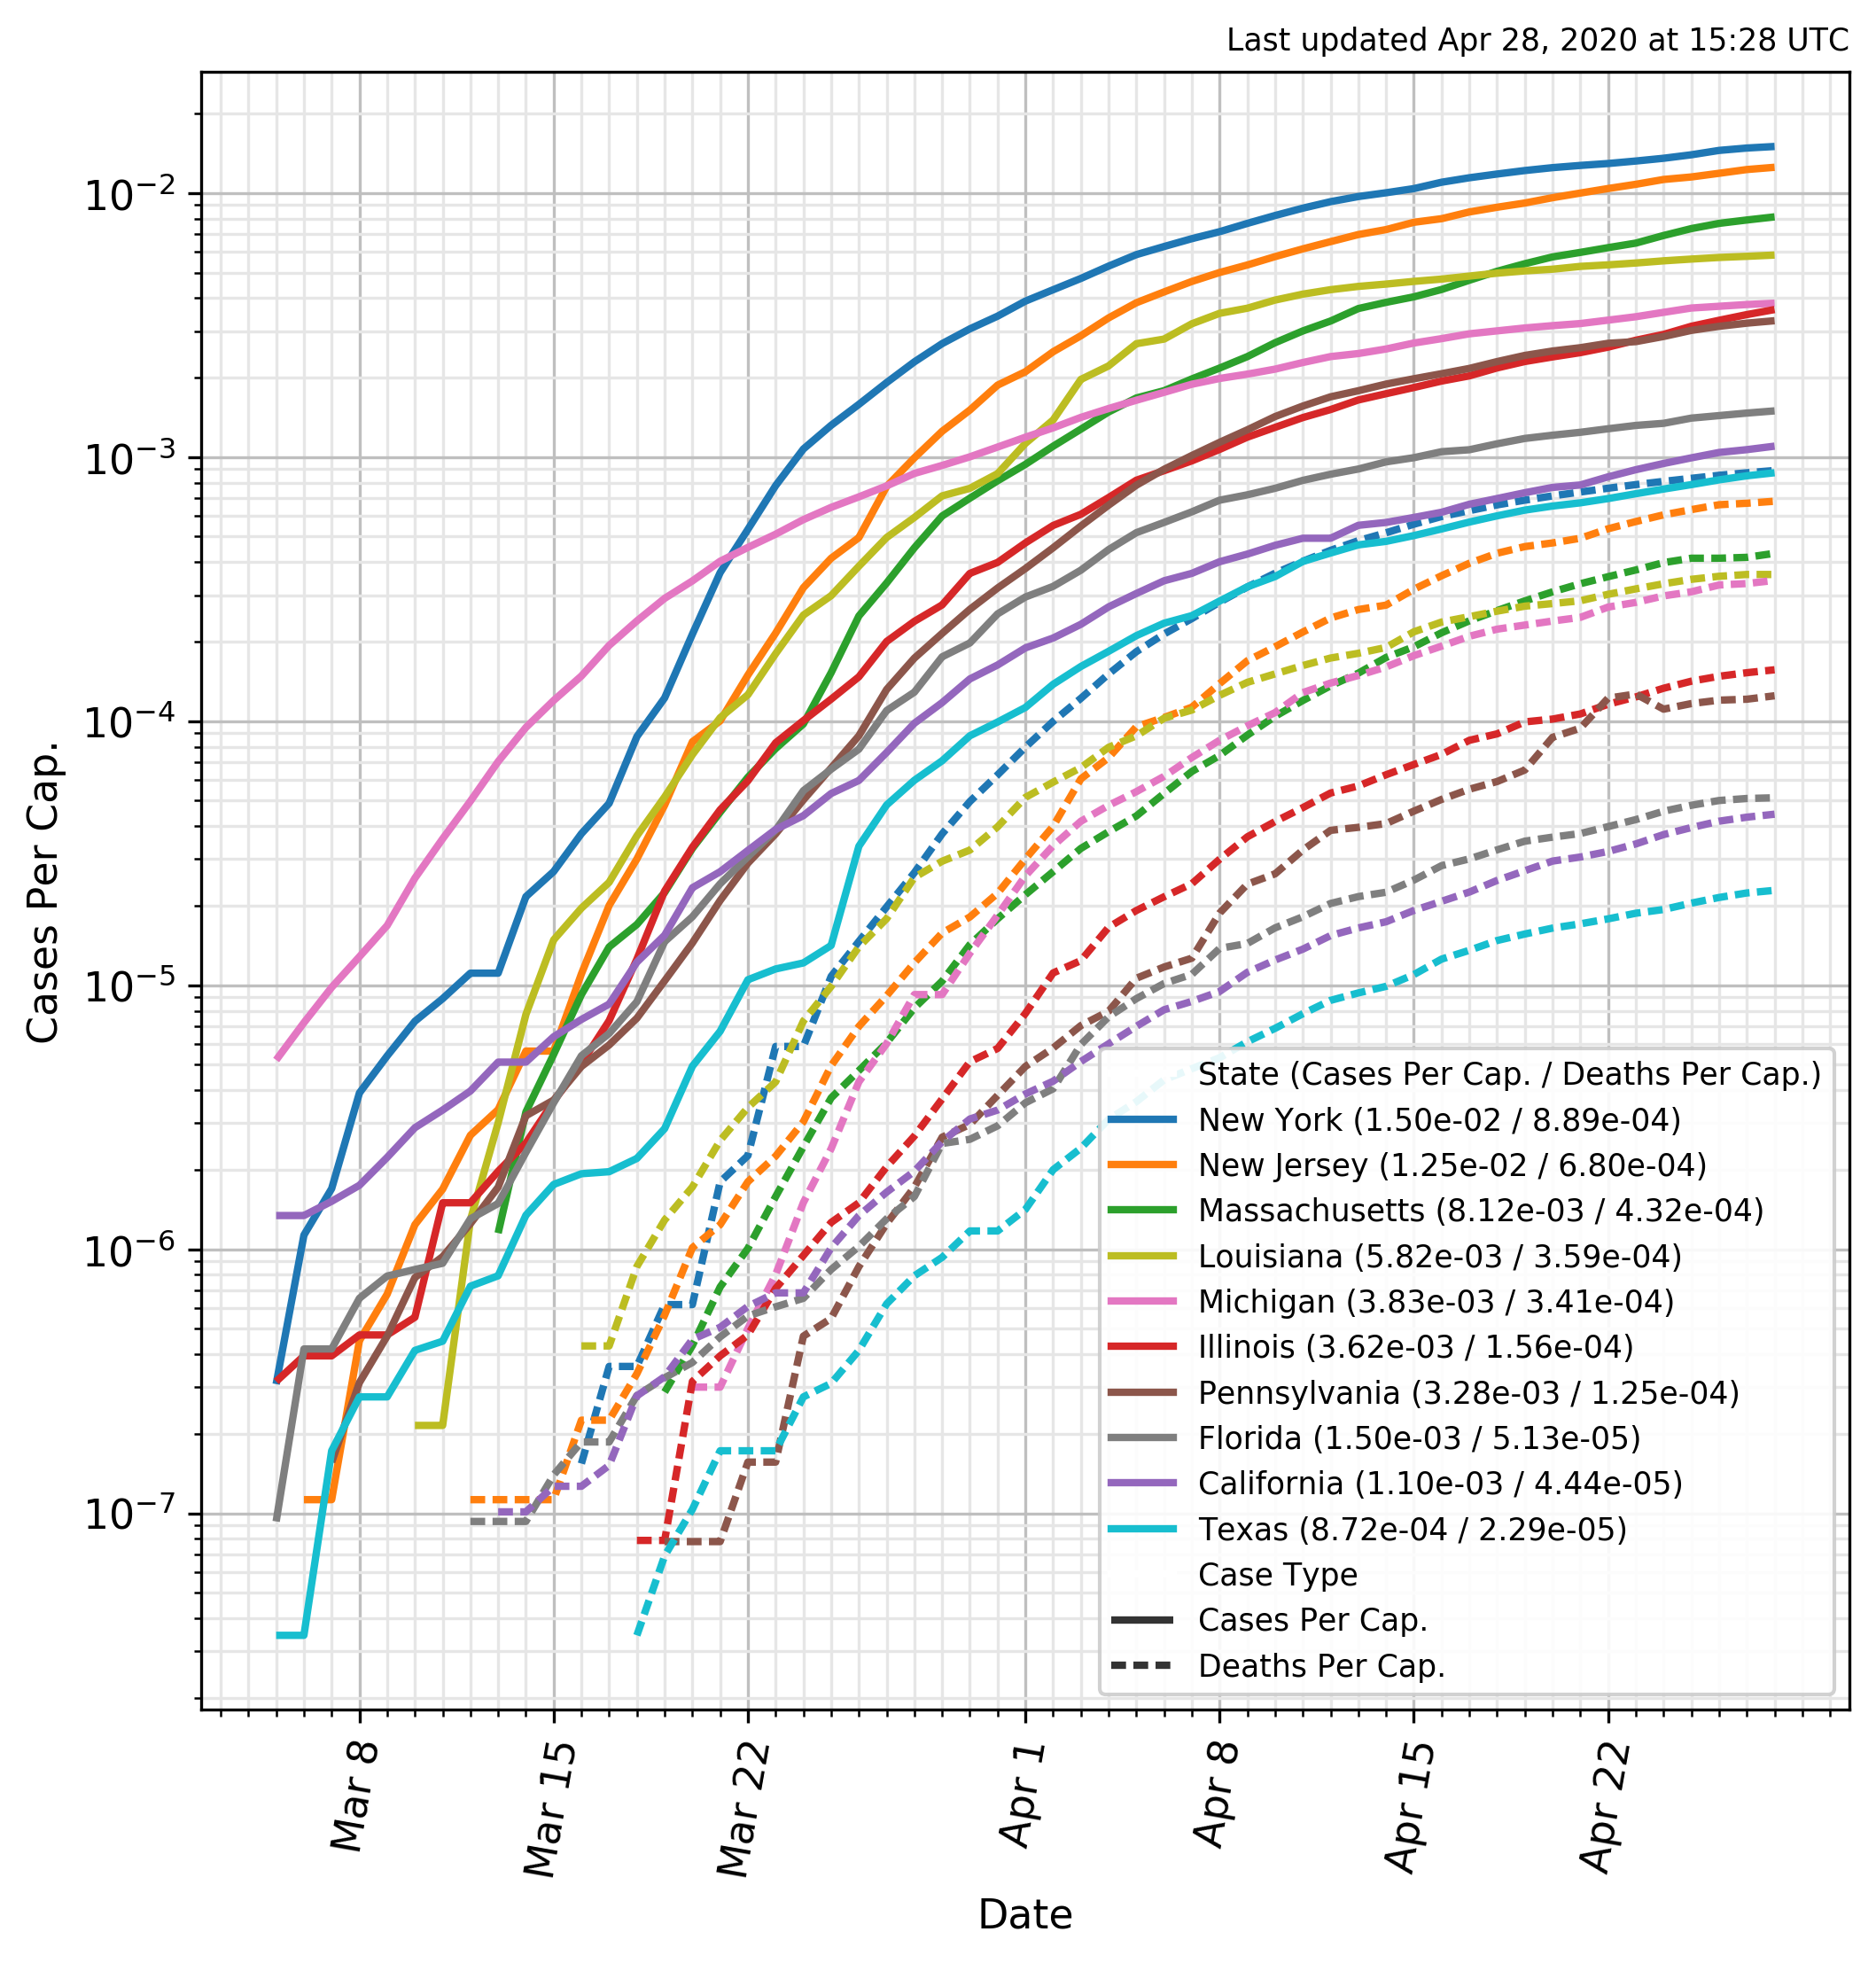 Last updated Apr 28, 2020 at 15:28 UTC
Cases Per Cap.
10⁻²
10⁻³
10⁻⁴
10⁻⁵
10⁻⁶
10⁻⁷
State (Cases Per Cap. / Deaths Per Cap.)
New York (1.50e-02 / 8.89e-04)
New Jersey (1.25e-02 / 6.80e-04)
Massachusetts (8.12e-03 / 4.32e-04)
Louisiana (5.82e-03 / 3.59e-04)
Michigan (3.83e-03 / 3.41e-04)
Illinois (3.62e-03 / 1.56e-04)
Pennsylvania (3.28e-03 / 1.25e-04)
Florida (1.50e-03 / 5.13e-05)
California (1.10e-03 / 4.44e-05)
Texas (8.72e-04 / 2.29e-05)
Case Type
Cases Per Cap.
Deaths Per Cap.
Mar 8
Mar 15
Mar 22
Apr 1
Apr 8
Apr 15
Apr 22
Date